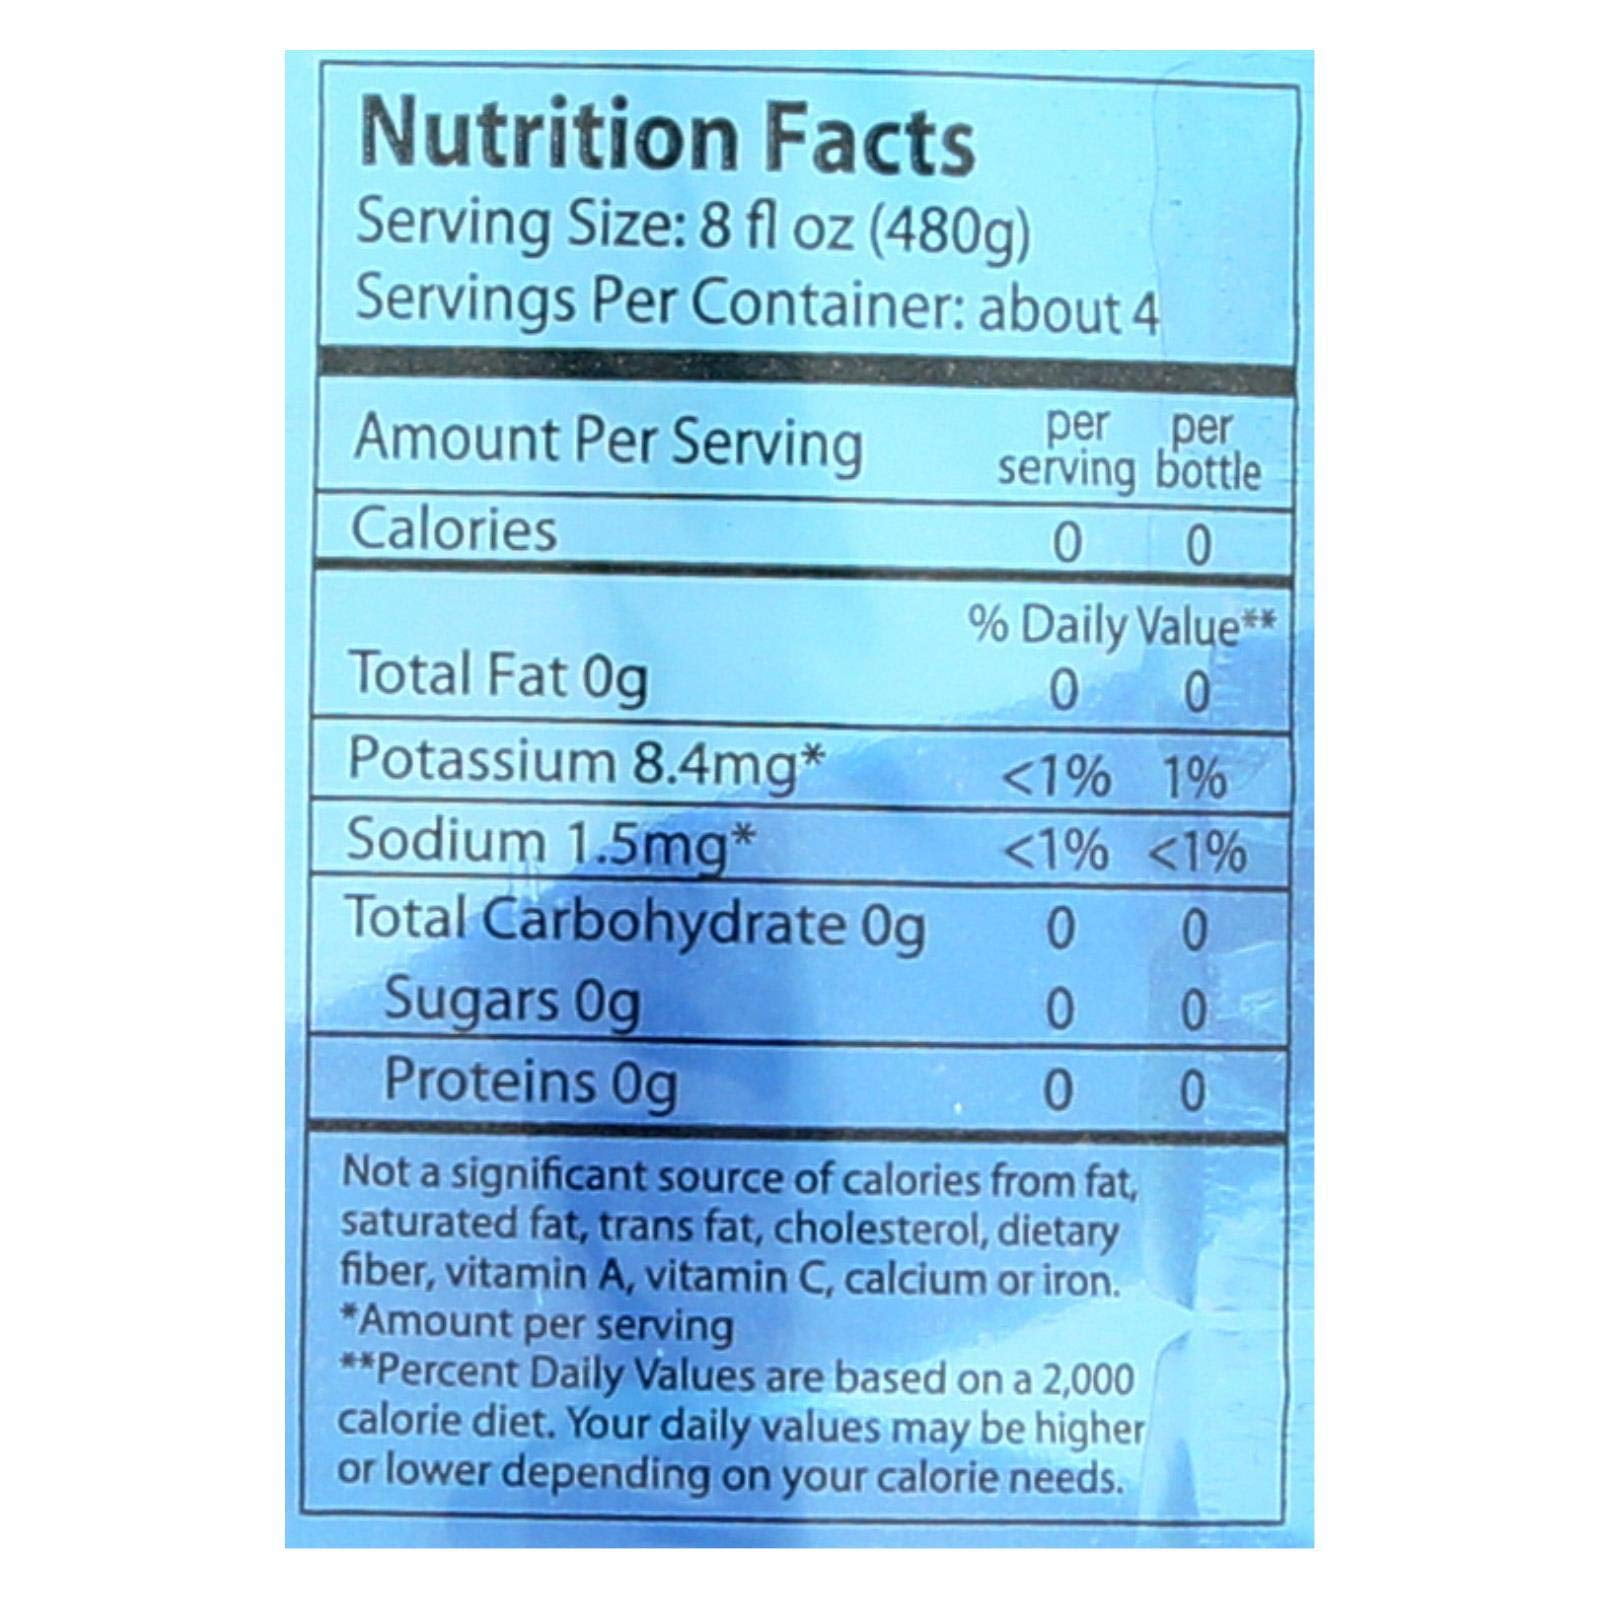 Nutrition Facts
Serving Size: 8 fl oz (480g)
Servings Per Container: about 4
Amount Per Serving per serving per bottle
Calories 0 0
% Daily Value**
Total Fat 0g 0 0
Potassium 8.4mg* <1% 1%
Sodium 1.5mg* <1% <1%
Total Carbohydrate 0g 0 0
Sugars 0g 0 0
Proteins 0g 0 0
Not a significant source of calories from fat,
saturated fat, trans fat, cholesterol, dietary
fiber, vitamin A, vitamin C, calcium or iron.
*Amount per serving
**Percent Daily Values are based on a 2,000
calorie diet. Your daily values may be higher
or lower depending on your calorie needs.